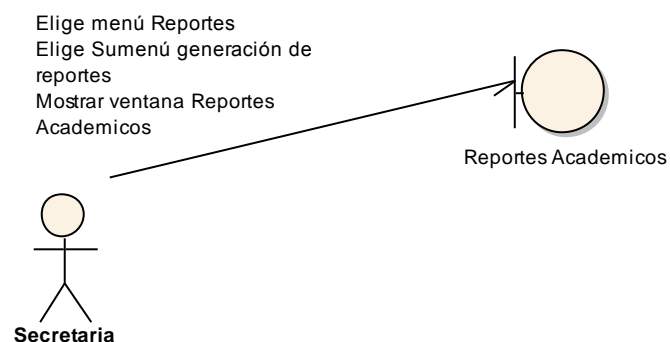 Elige menú Reportes
Elige Sumenú generación de
reportes
Mostrar ventana Reportes
Academicos
Reportes Academicos
Secretaria